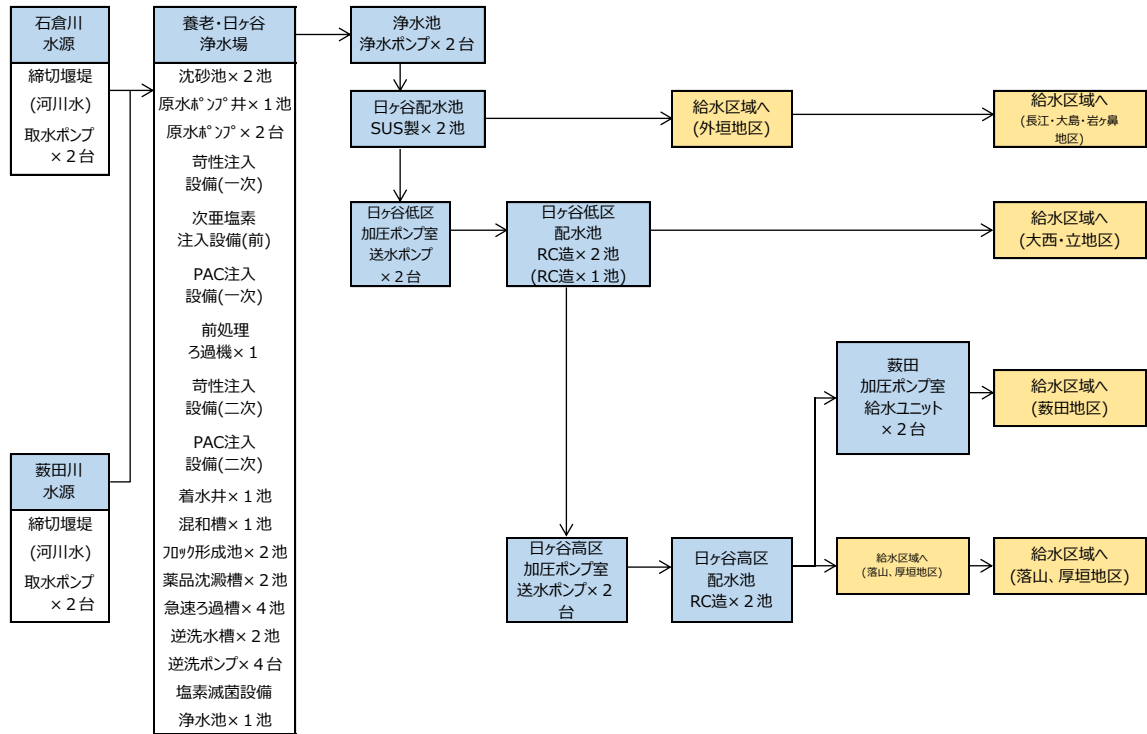 石倉川
水源
締切堰堤
(河川水)
取水ポンプ
×２台
薮田川
水源
締切堰堤
(河川水)
取水ポンプ
×２台
養老・日ヶ谷
浄水場
沈砂池×２池
原水ﾎﾟﾝﾌﾟ井×１池
原水ﾎﾟﾝﾌﾟ×２台
苛性注入
設備(一次)
次亜塩素
注入設備(前)
PAC注入
設備(一次)
前処理
ろ過機×１
苛性注入
設備(二次)
PAC注入
設備(二次)
着水井×１池
混和槽×１池
ﾌﾛｯｸ形成池×２池
薬品沈澱槽×２池
急速ろ過槽×４池
逆洗水槽×２池
逆洗ポンプ×４台
塩素滅菌設備
浄水池×１池
浄水池
浄水ポンプ×２台
日ヶ谷配水池
SUS製×２池
給水区域へ
(外垣地区)
給水区域へ
(長江・大島・岩ヶ鼻
地区)
日ヶ谷低区
加圧ポンプ室
送水ポンプ
×２台
日ヶ谷低区
配水池
RC造×２池
(RC造×１池)
給水区域へ
(大西・立地区)
薮田
加圧ポンプ室
給水ユニット
×２台
給水区域へ
(薮田地区)
日ヶ谷高区
加圧ポンプ室
送水ポンプ×２
台
日ヶ谷高区
配水池
RC造×２池
給水区域へ
(落山、厚垣地区)
給水区域へ
(落山、厚垣地区)